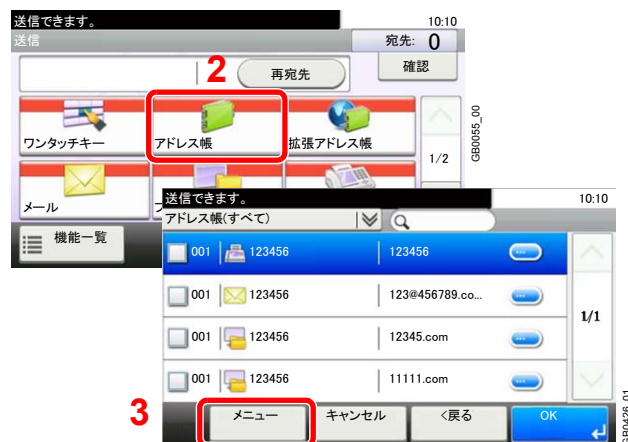 送信できます。 10:10
送信 宛先: 0
2 再宛先 確認
ワンタッチキー アドレス帳 拡張アドレス帳
1/2
GB0055_00
メール
機能一覧
送信できます。 10:10
アドレス帳(すべて)
001 123456 123456
001 123456 123@456789.co...
001 123456 12345.com
1/1
001 123456 11111.com
3 メニュー キャンセル <戻る OK
GB0426_01